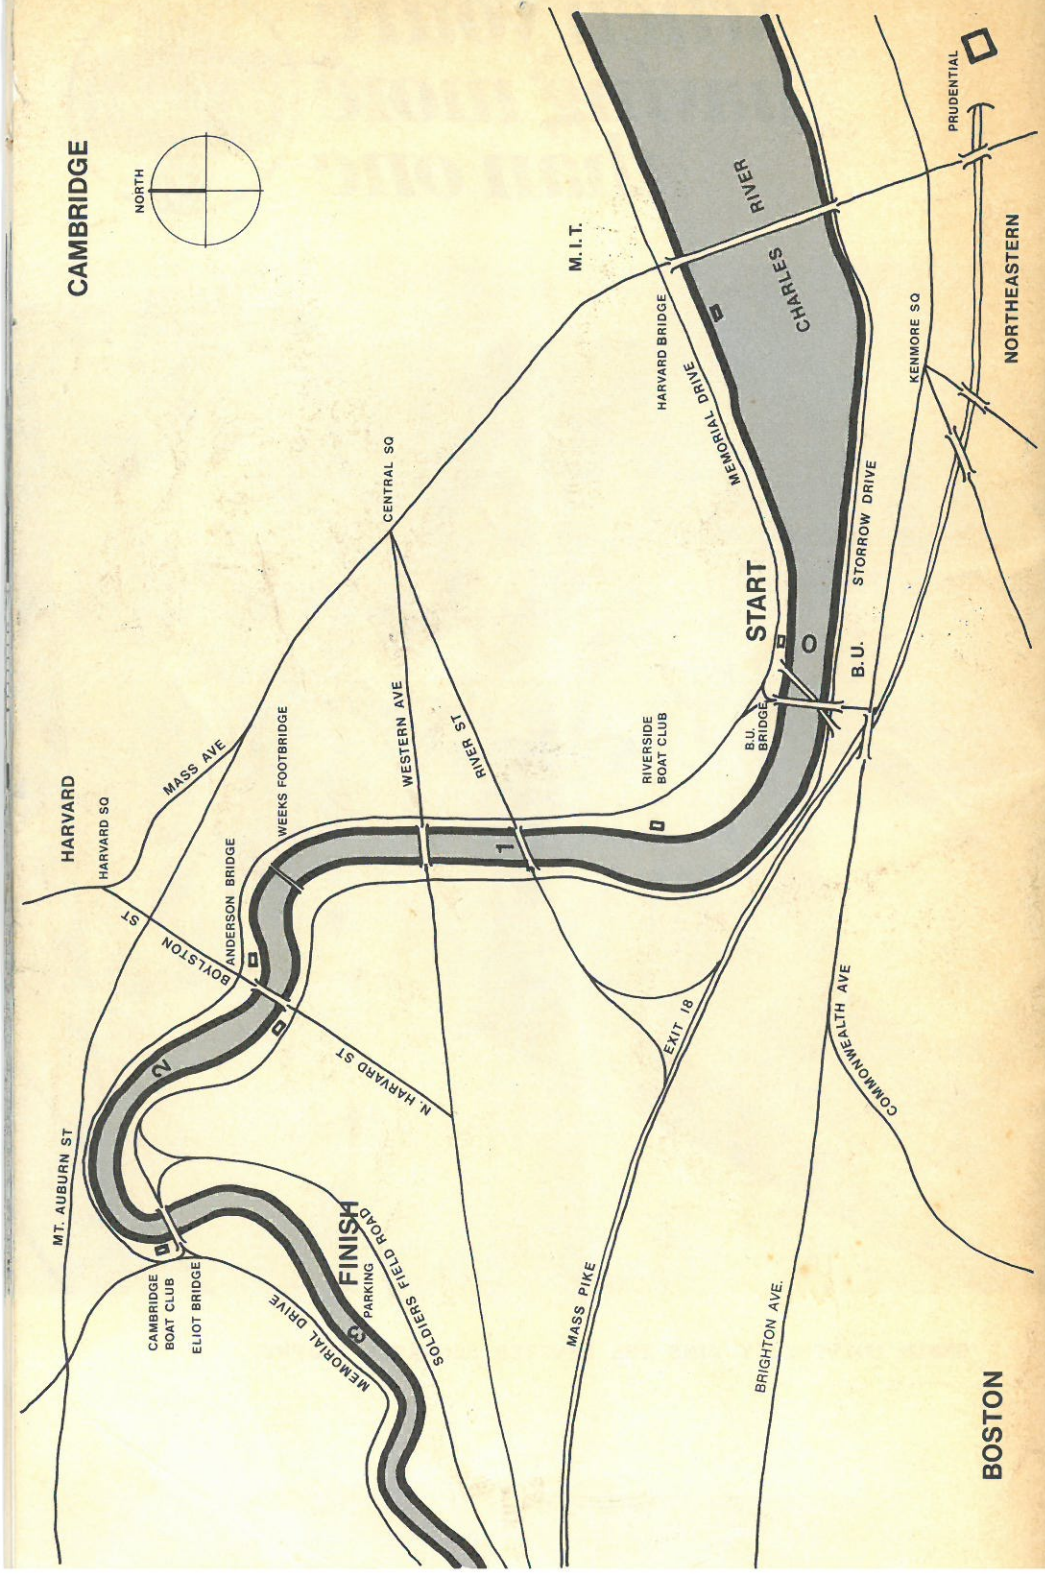 CAMBRIDGE
NORTH
HARVARD
HARVARD SQ
MASS AVE
CENTRAL SQ
M.I.T.
HARVARD BRIDGE
MEMORIAL DRIVE
CHARLES RIVER
PRUDENTIAL
KENMORE SQ
NORTHEASTERN
STORROW DRIVE
START
0
B.U.
B.U.
BRIDGE
RIVERSIDE
BOAT CLUB
RIVER ST
WESTERN AVE
1
WEEKS FOOTBRIDGE
ANDERSON BRIDGE
BOYLSTON ST
N. HARVARD ST
2
MT. AUBURN ST
CAMBRIDGE
BOAT CLUB
ELIOT BRIDGE
MEMORIAL DRIVE
FINISH
PARKING
3
SOLDIERS FIELD ROAD
EXIT 18
MASS PIKE
COMMONWEALTH AVE
BRIGHTON AVE.
BOSTON